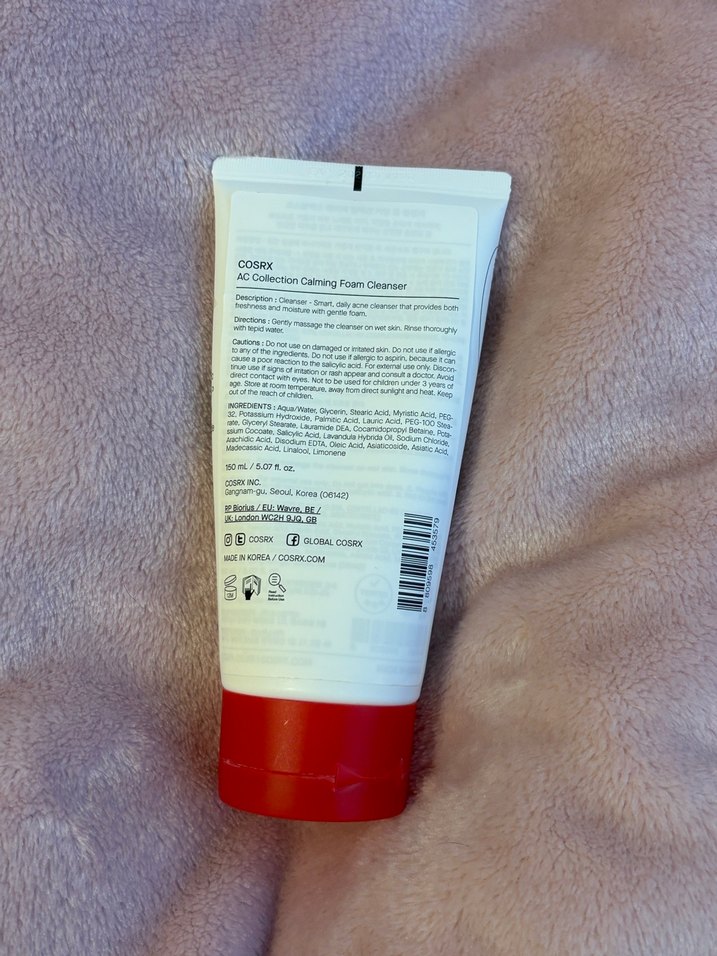 COSRX
AC Collection Calming Foam Cleanser
Description : Cleanser - Smart, daily acne cleanser that provides both
freshness and moisture with gentle foam.
Directions : Gently massage the cleanser on wet skin. Rinse thoroughly
with tepid water.
Cautions : Do not use on damaged or irritated skin. Do not use if allergic
to any of the ingredients. Do not use if allergic to aspirin, because it can
cause a poor reaction to the salicylic acid. For external use only. Discon-
tinue use if signs of irritation or rash appear and consult a doctor. Avoid
direct contact with eyes. Not to be used for children under 3 years of
age. Store at room temperature, away from direct sunlight and heat. Keep
out of the reach of children.
INGREDIENTS : Aqua/Water, Glycerin, Stearic Acid, Myristic Acid, PEG-
32, Potassium Hydroxide, Palmitic Acid, Lauric Acid, PEG-100 Stea-
rate, Glyceryl Stearate, Lauramide DEA, Cocamidopropyl Betaine, Pota-
ssium Cocoate, Salicylic Acid, Lavandula Hybrida Oil, Sodium Chloride,
Arachidic Acid, Disodium EDTA, Oleic Acid, Asiaticoside, Asiatic Acid,
Madecassic Acid, Linalool, Limonene
150 mL / 5.07 fl. oz.
COSRX INC.
Gangnam-gu, Seoul, Korea (06142)
RP Biorius / EU: Wavre, BE /
UK: London WC2H 9JQ, GB
COSRX GLOBAL COSRX
MADE IN KOREA / COSRX.COM
12M
Read
Instruction
Before Use
8 809598 453579